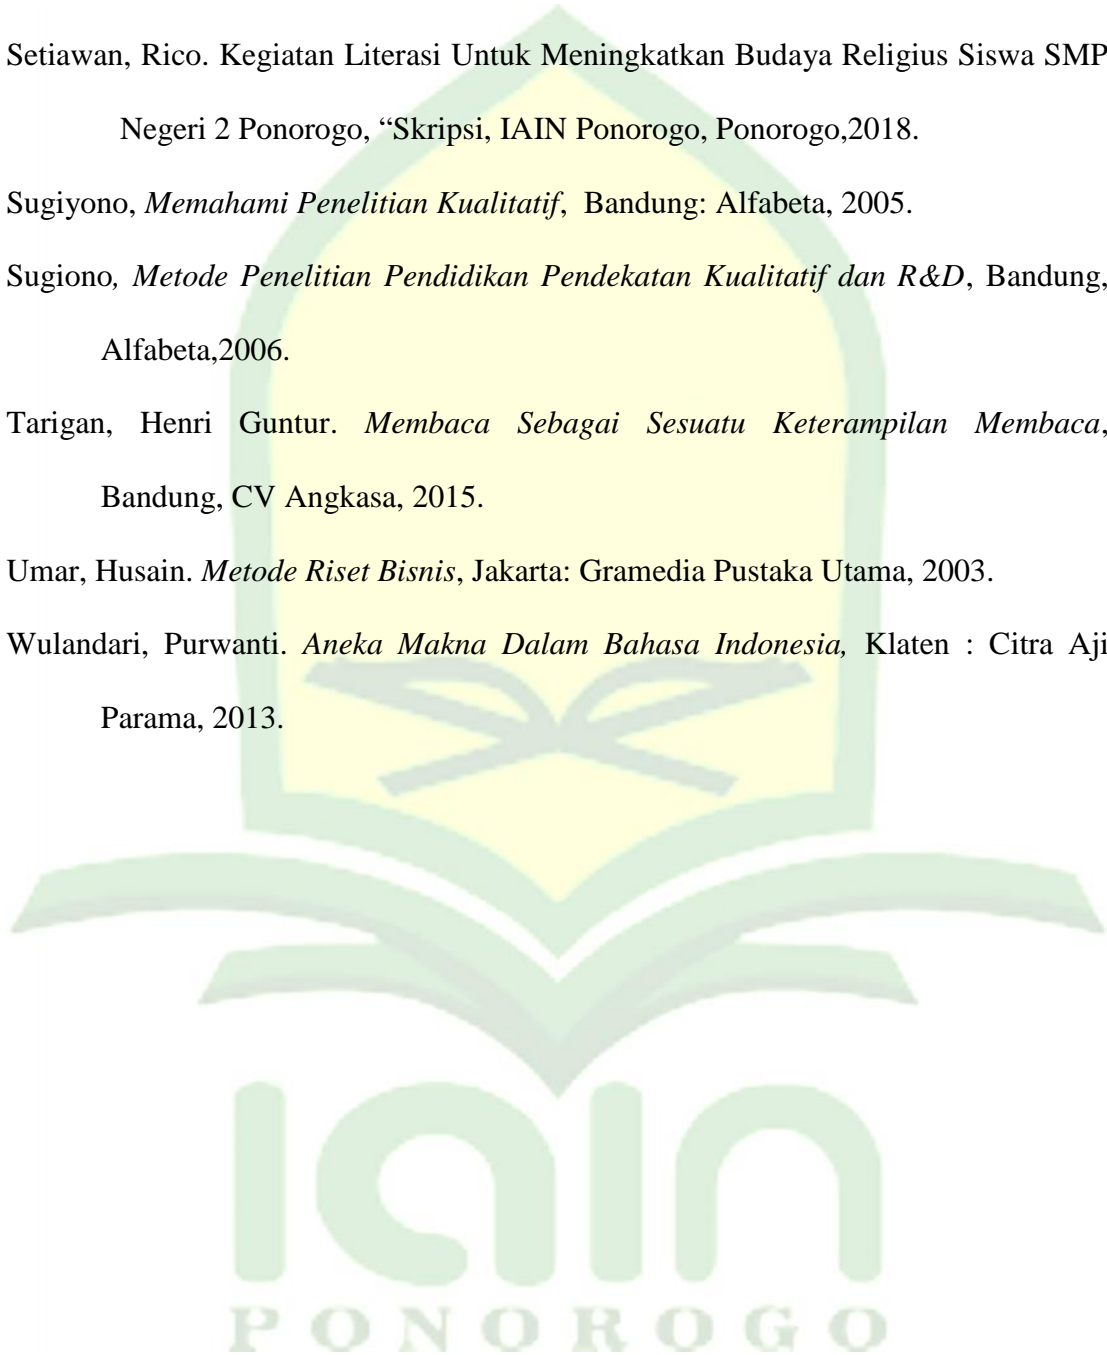 Setiawan, Rico. Kegiatan Literasi Untuk Meningkatkan Budaya Religius Siswa SMP
Negeri 2 Ponorogo, “Skripsi, IAIN Ponorogo, Ponorogo,2018.
Sugiyono, Memahami Penelitian Kualitatif, Bandung: Alfabeta, 2005.
Sugiono, Metode Penelitian Pendidikan Pendekatan Kualitatif dan R&D, Bandung,
Alfabeta,2006.
Tarigan, Henri Guntur. Membaca Sebagai Sesuatu Keterampilan Membaca,
Bandung, CV Angkasa, 2015.
Umar, Husain. Metode Riset Bisnis, Jakarta: Gramedia Pustaka Utama, 2003.
Wulandari, Purwanti. Aneka Makna Dalam Bahasa Indonesia, Klaten : Citra Aji
Parama, 2013.
iain
PONOROGO